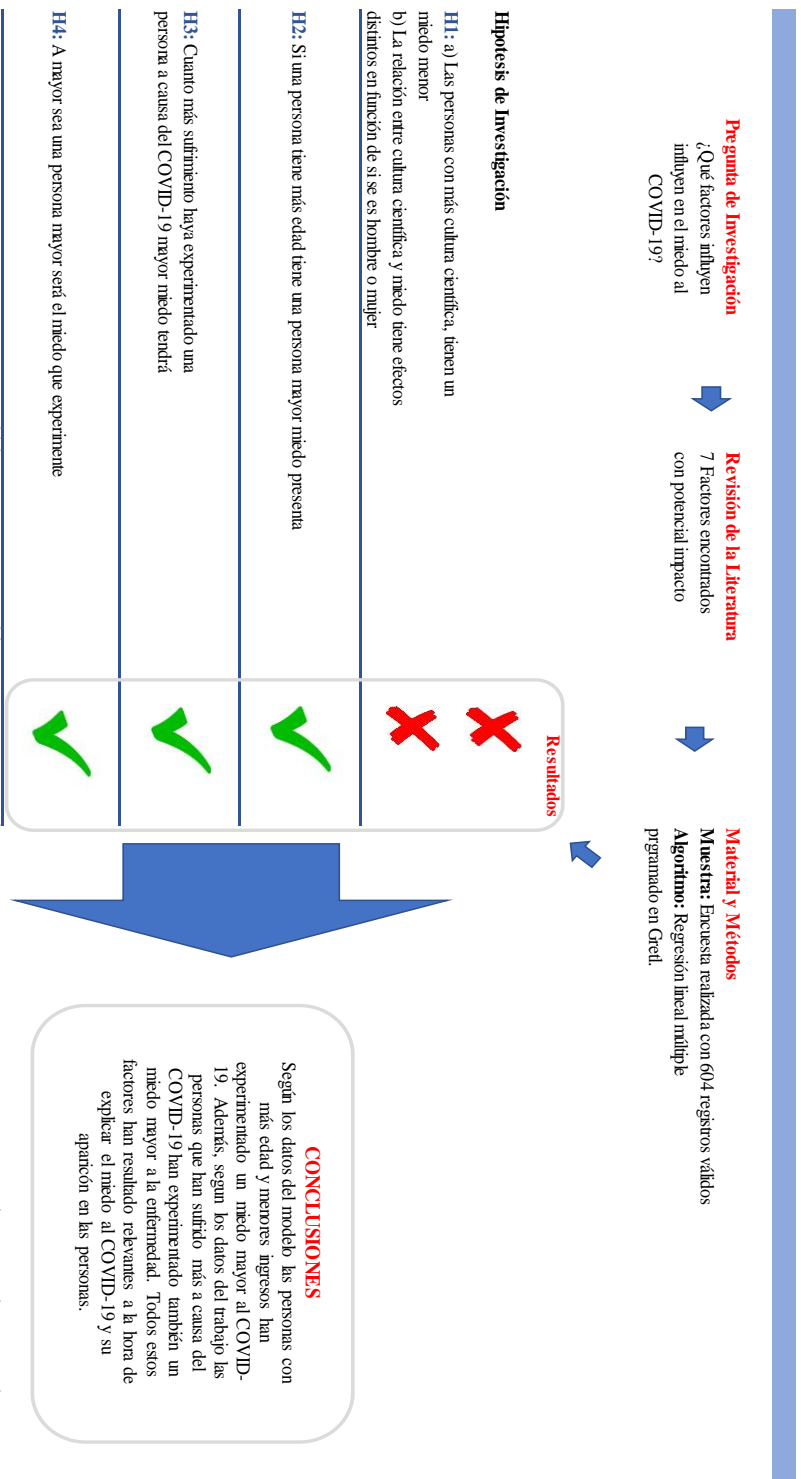 Pregunta de Investigación
¿Qué factores influyen
influyen en el miedo al
COVID-19?
Revisión de la Literatura
7 Factores encontrados
con potencial impacto
Material y Métodos
Muestra: Encuesta realizada con 604 registros válidos
Algoritmo: Regresión lineal múltiple
prgramado en Gretl.
Hipotesis de Investigación
Resultados
H1: a) Las personas con más cultura científica, tienen un
miedo menor
b) La relación entre cultura científica y miedo tiene efectos
distintos en función de si se es hombre o mujer
H2: Si una persona tiene más edad tiene una persona mayor miedo presenta
H3: Cuanto más sufrimiento haya experimentado una
persona a causa del COVID-19 mayor miedo tendrá
H4: A mayor sea una persona mayor será el miedo que experimente
CONCLUSIONES
Según los datos del modelo las personas con
más edad y menores ingresos han
experimentado un miedo mayor al COVID-
19. Además, segun los datos del trabajo las
personas que han sufrido más a causa del
COVID-19 han experimentado también un
miedo mayor a la enfermedad. Todos estos
factores han resultado relevantes a la hora de
explicar el miedo al COVID-19 y su
aparicón en las personas.